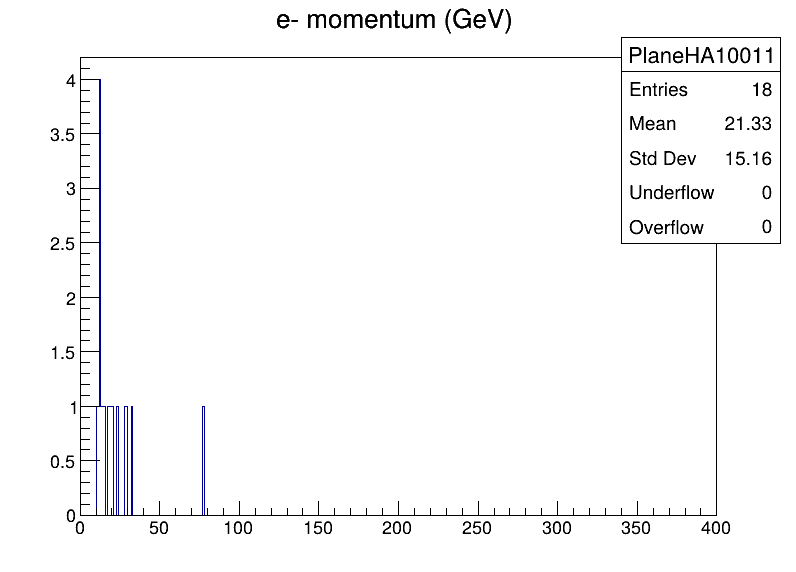 e- momentum (GeV)
PlaneHA10011
Entries 18
Mean 21.33
Std Dev 15.16
Underflow 0
Overflow 0
4
3.5
3
2.5
2
1.5
1
0.5
0
0 50 100 150 200 250 300 350 400